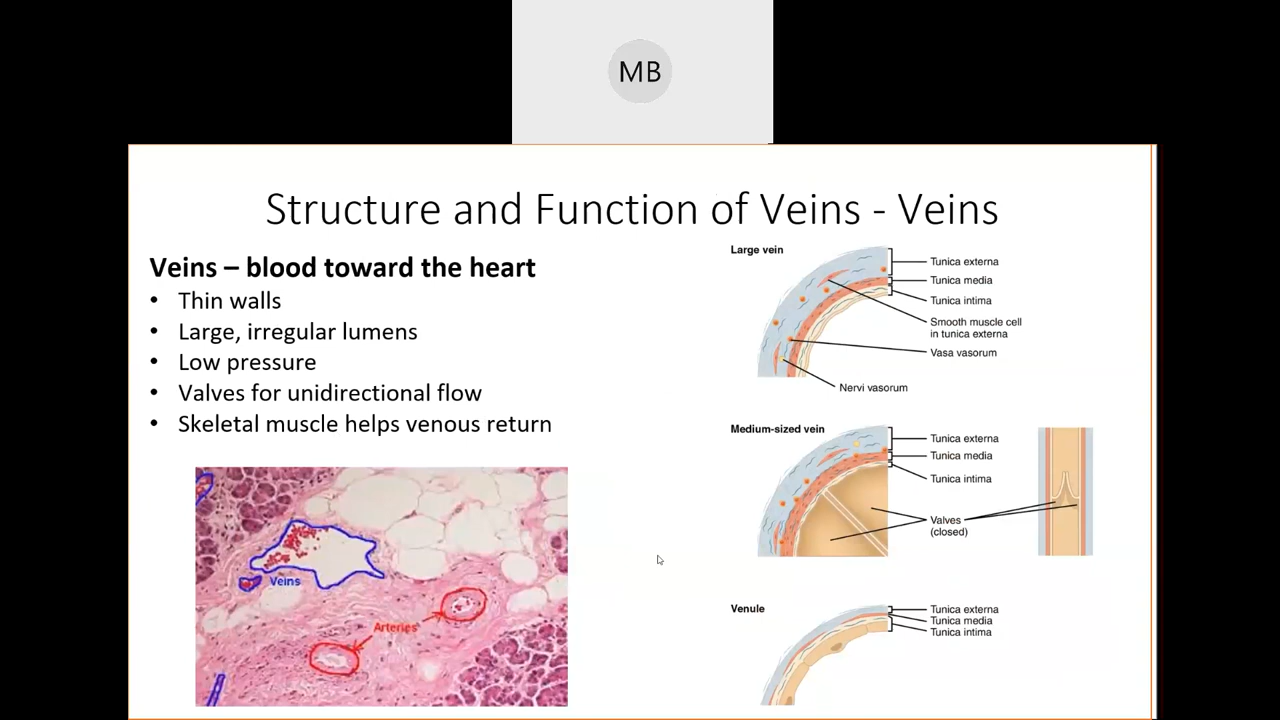 MB
Structure and Function of Veins - Veins
Veins – blood toward the heart
• Thin walls
• Large, irregular lumens
• Low pressure
• Valves for unidirectional flow
• Skeletal muscle helps venous return
Veins
Arteries
Large vein
Tunica externa
Tunica media
Tunica intima
Smooth muscle cell
in tunica externa
Vasa vasorum
Nervi vasorum
Medium-sized vein
Tunica externa
Tunica media
Tunica intima
Valves
(closed)
Venule
Tunica externa
Tunica media
Tunica intima